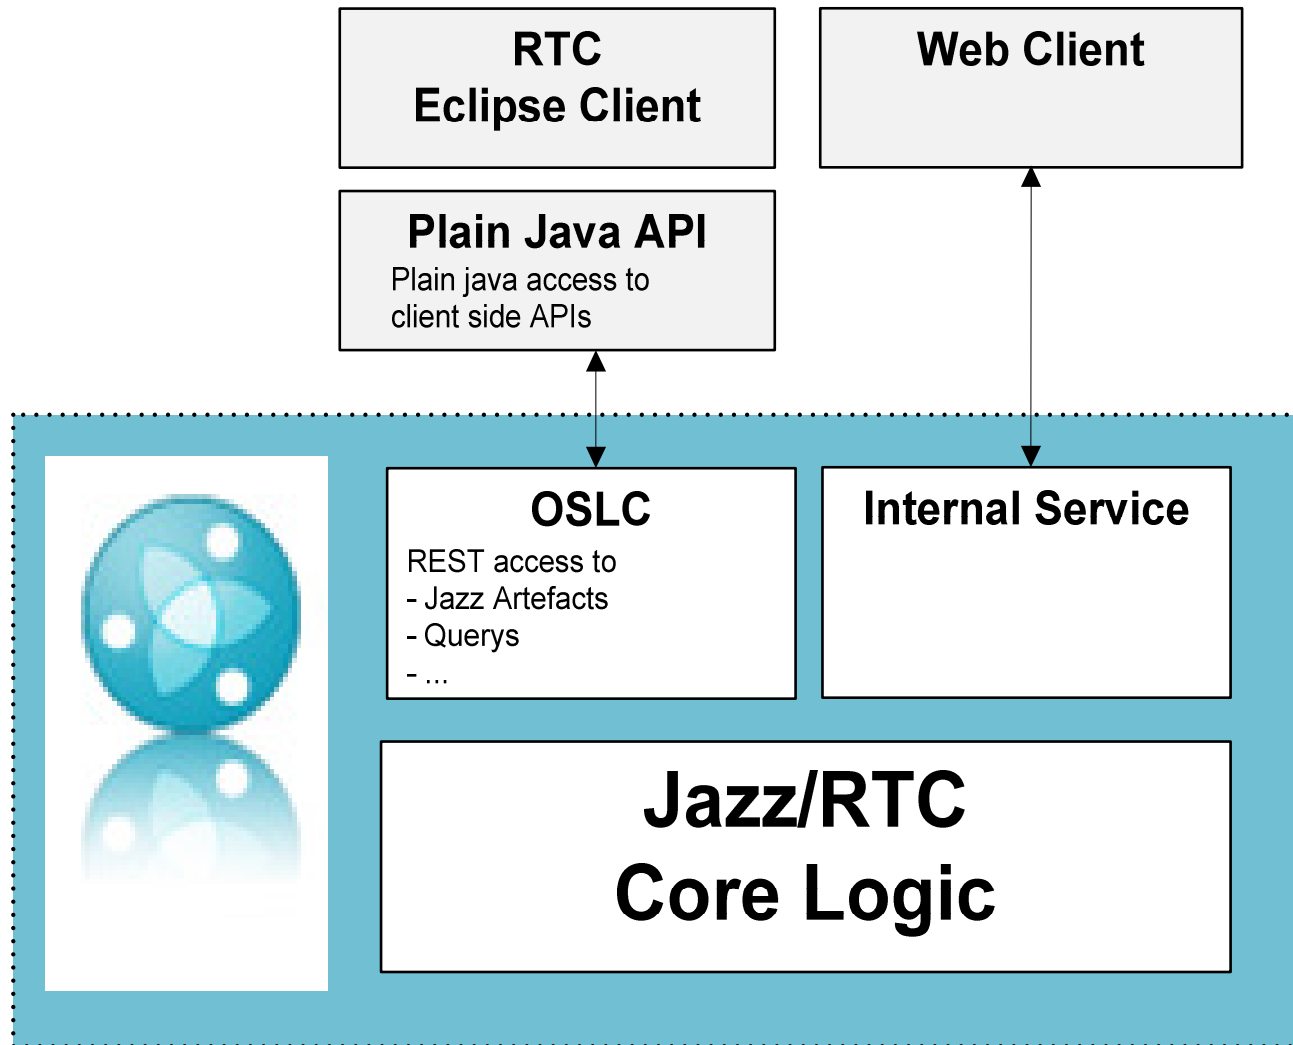 RTC
Eclipse Client
Web Client
Plain Java API
Plain java access to
client side APIs
OSLC
REST access to
- Jazz Artefacts
- Querys
- ...
Internal Service
Jazz/RTC
Core Logic